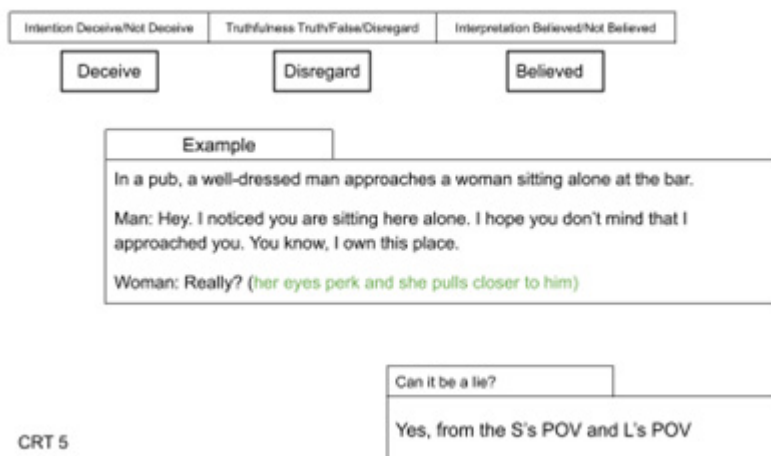 Intention Deceive/Not Deceive Truthfulness Truth/False/Disregard Interpretation Believed/Not Believed
Deceive Disregard Believed
Example
In a pub, a well-dressed man approaches a woman sitting alone at the bar.
Man: Hey. I noticed you are sitting here alone. I hope you don't mind that I
approached you. You know, I own this place.
Woman: Really? (her eyes perk and she pulls closer to him)
Can it be a lie?
Yes, from the S's POV and L's POV
CRT 5